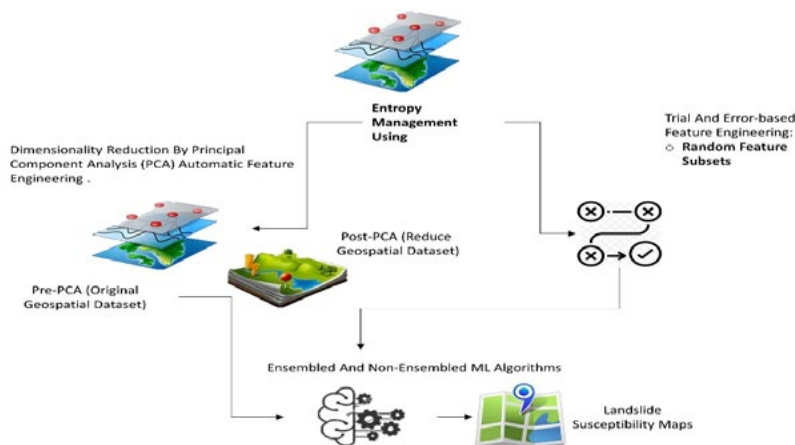 Entropy
Management
Using
Trial And Error-based
Feature Engineering:
○ Random Feature
Subsets
Dimensionality Reduction By Principal
Component Analysis (PCA) Automatic Feature
Engineering .
Post-PCA (Reduce
Geospatial Dataset)
Pre-PCA (Original
Geospatial Dataset)
Ensembled And Non-Ensembled ML Algorithms
Landslide
Susceptibility Maps